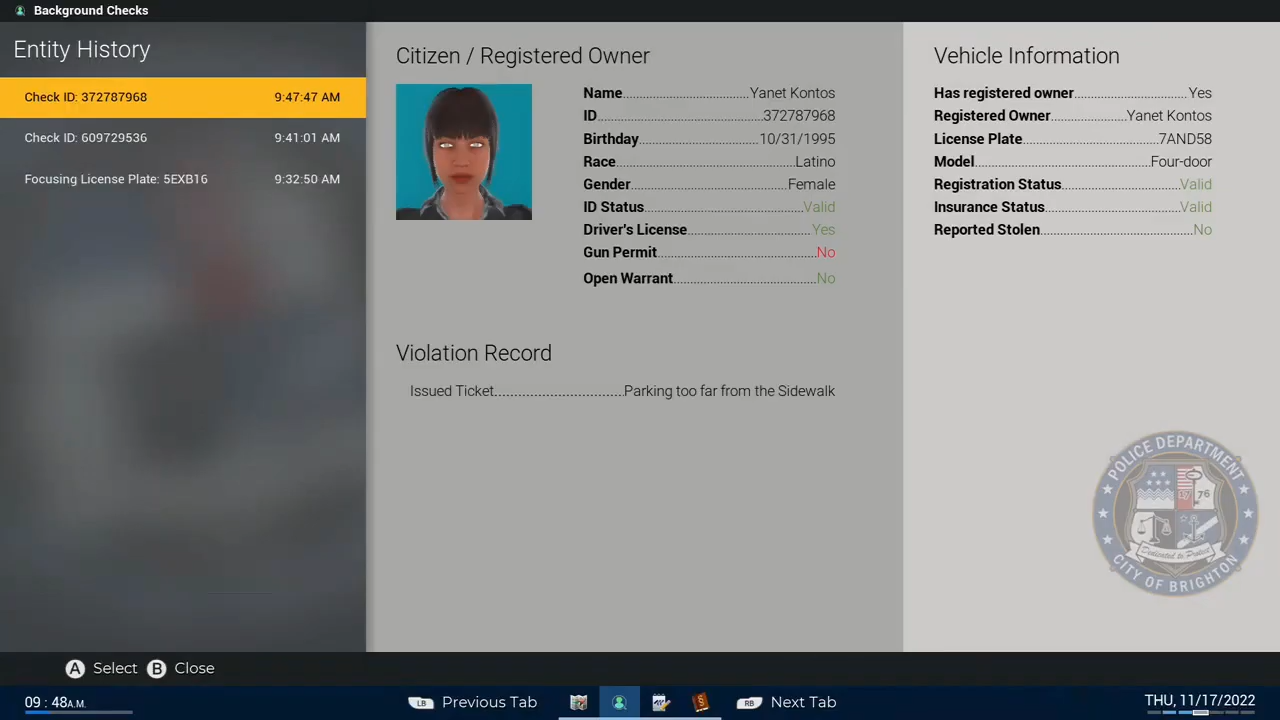 Background Checks
Entity History
Check ID: 372787968 9:47:47 AM
Check ID: 609729536 9:41:01 AM
Focusing License Plate: 5EXB16 9:32:50 AM
Citizen / Registered Owner
Name Yanet Kontos
ID 372787968
Birthday 10/31/1995
Race Latino
Gender Female
ID Status Valid
Driver's License Yes
Gun Permit No
Open Warrant No
Violation Record
Issued Ticket Parking too far from the Sidewalk
Vehicle Information
Has registered owner Yes
Registered Owner Yanet Kontos
License Plate 7AND58
Model Four-door
Registration Status Valid
Insurance Status Valid
Reported Stolen No
POLICE DEPARTMENT
76
Dedicated to Protect
CITY OF BRIGHTON
A Select B Close
09 : 48 A.M.
LB Previous Tab
RB Next Tab
THU, 11/17/2022